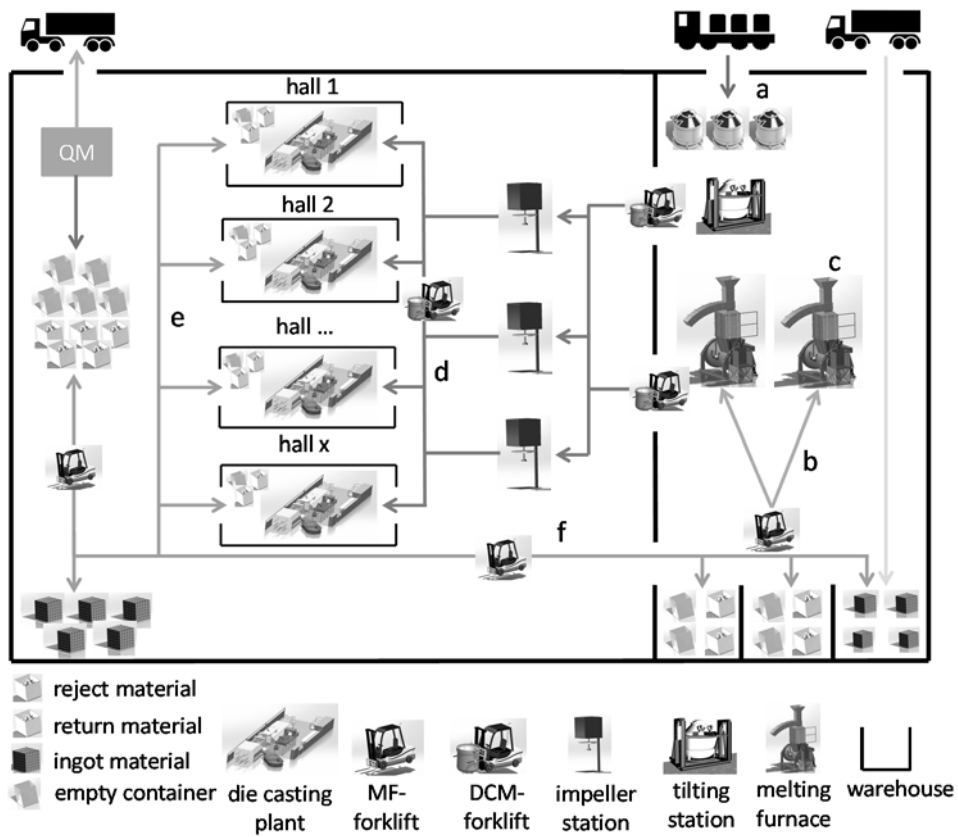 a
hall 1
QM
hall 2
c
e
hall ...
d
hall x
b
f
reject material
return material
ingot material
empty container
die casting
plant
MF-
forklift
DCM-
forklift
impeller
station
tilting
station
melting
furnace
warehouse